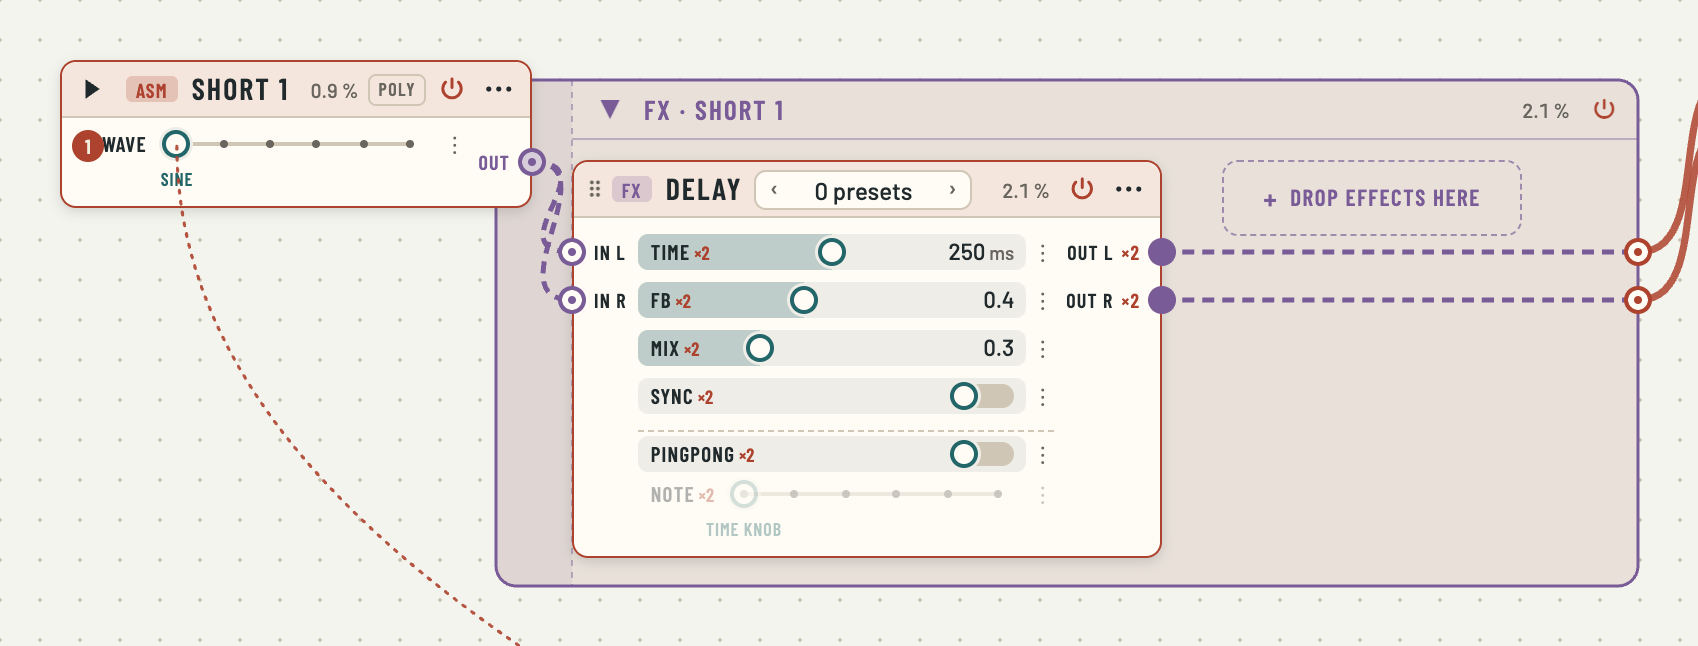 ASM SHORT 1 0.9 % POLY
1 WAVE
SINE
OUT
FX · SHORT 1 2.1 %
FX DELAY ‹ 0 presets › 2.1 %
+ DROP EFFECTS HERE
IN L TIME ×2 250 ms OUT L ×2
IN R FB ×2 0.4 OUT R ×2
MIX ×2 0.3
SYNC ×2
PINGPONG ×2
NOTE ×2
TIME KNOB